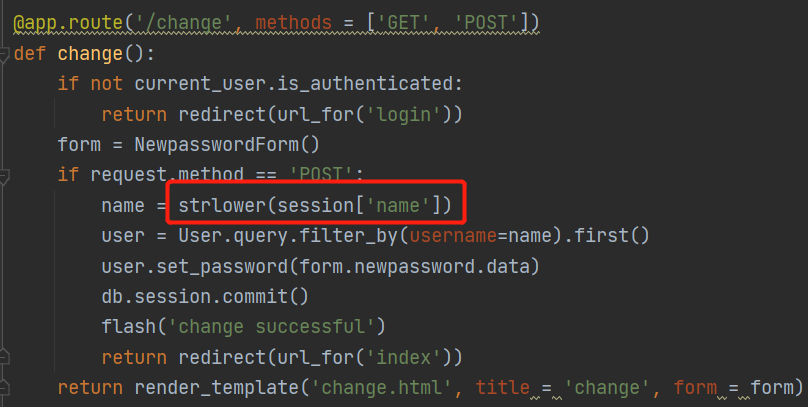 @app.route('/change', methods = ['GET', 'POST'])
def change():
    if not current_user.is_authenticated:
        return redirect(url_for('login'))
    form = NewpasswordForm()
    if request.method == 'POST':
        name = strlower(session['name'])
        user = User.query.filter_by(username=name).first()
        user.set_password(form.newpassword.data)
        db.session.commit()
        flash('change successful')
        return redirect(url_for('index'))
    return render_template('change.html', title = 'change', form = form)